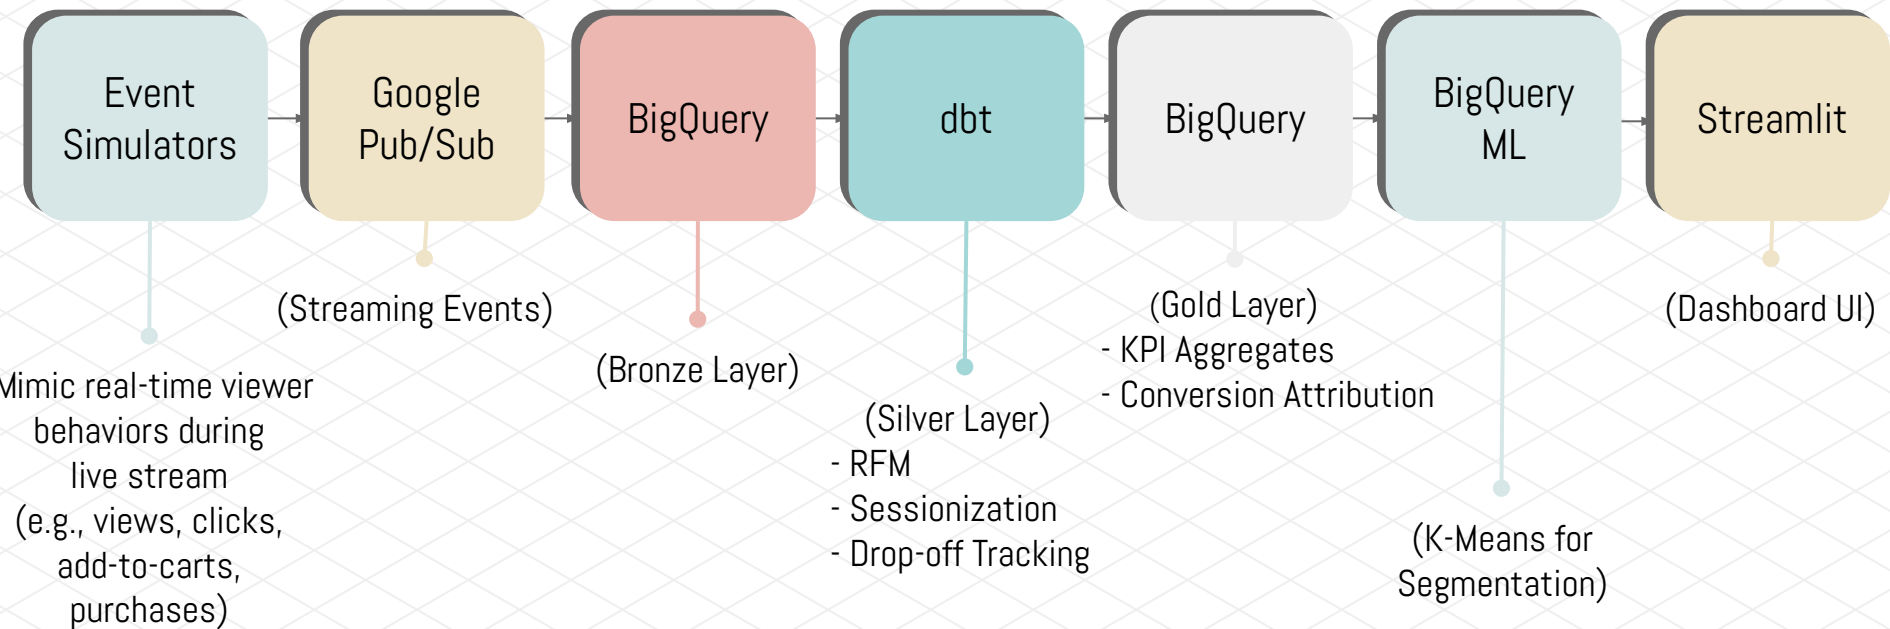 Event
Simulators
Google
Pub/Sub
BigQuery
dbt
BigQuery
BigQuery
ML
Streamlit
Mimic real-time viewer
behaviors during
live stream
(e.g., views, clicks,
add-to-carts,
purchases)
(Streaming Events)
(Bronze Layer)
(Silver Layer)
- RFM
- Sessionization
- Drop-off Tracking
(Gold Layer)
- KPI Aggregates
- Conversion Attribution
(K-Means for
Segmentation)
(Dashboard UI)